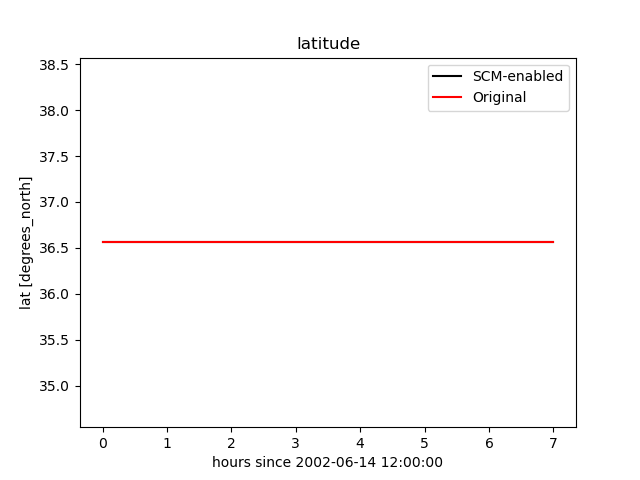 latitude
SCM-enabled
Original
lat [degrees_north]
38.5
38.0
37.5
37.0
36.5
36.0
35.5
35.0
0 1 2 3 4 5 6 7
hours since 2002-06-14 12:00:00